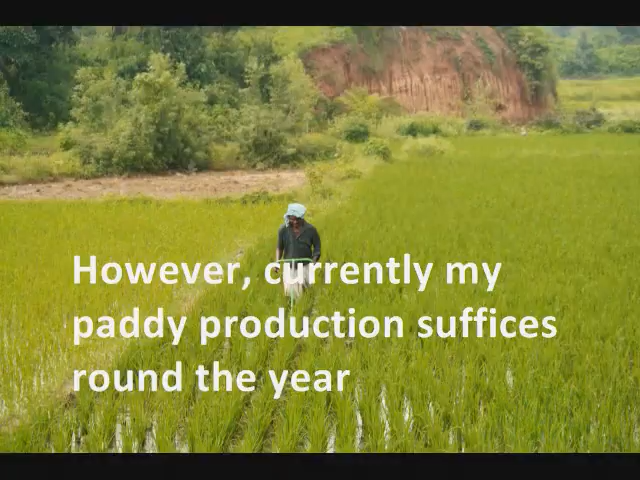 However, currently my
paddy production suffices
round the year